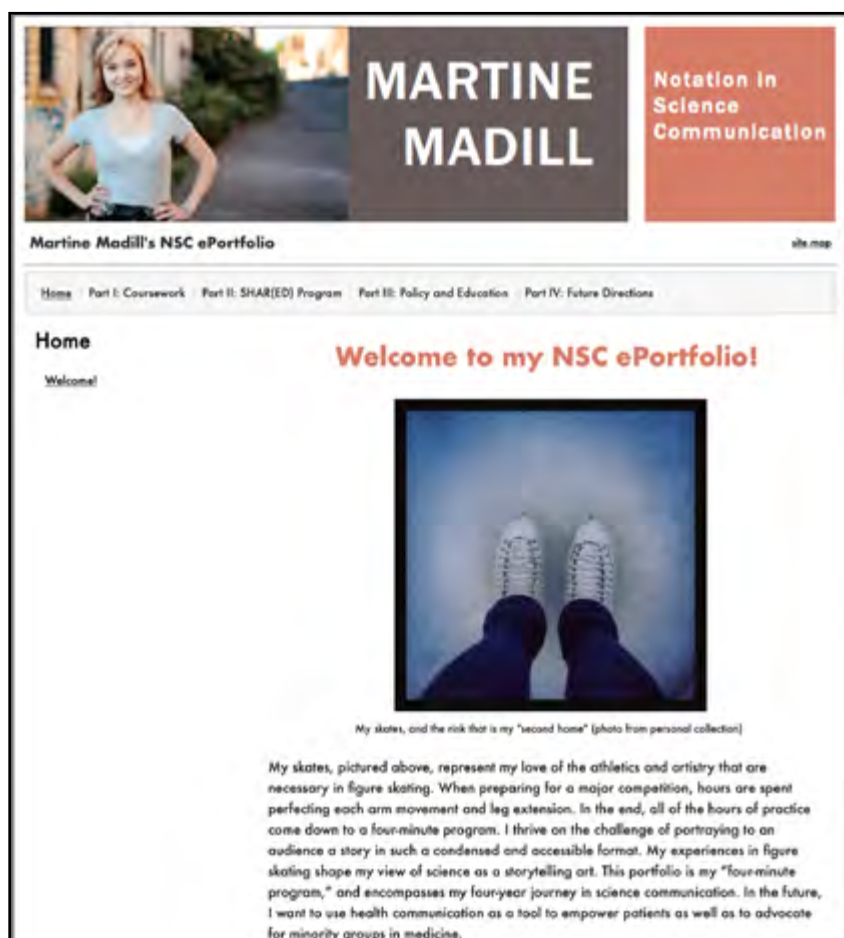 MARTINE
MADILL
Notation in
Science
Communication
Martine Madill's NSC ePortfolio
site map
Home Part I: Coursework Part II: SHAR(ED) Program Part III: Policy and Education Part IV: Future Directions
Home
Welcome!
Welcome to my NSC ePortfolio!
My skates, and the rink that is my "second home" (photo from personal collection)
My skates, pictured above, represent my love of the athletics and artistry that are
necessary in figure skating. When preparing for a major competition, hours are spent
perfecting each arm movement and leg extension. In the end, all of the hours of practice
come down to a four-minute program. I thrive on the challenge of portraying to an
audience a story in such a condensed and accessible format. My experiences in figure
skating shape my view of science as a storytelling art. This portfolio is my "four-minute
program," and encompasses my four-year journey in science communication. In the future,
I want to use health communication as a tool to empower patients as well as to advocate
for minority groups in medicine.